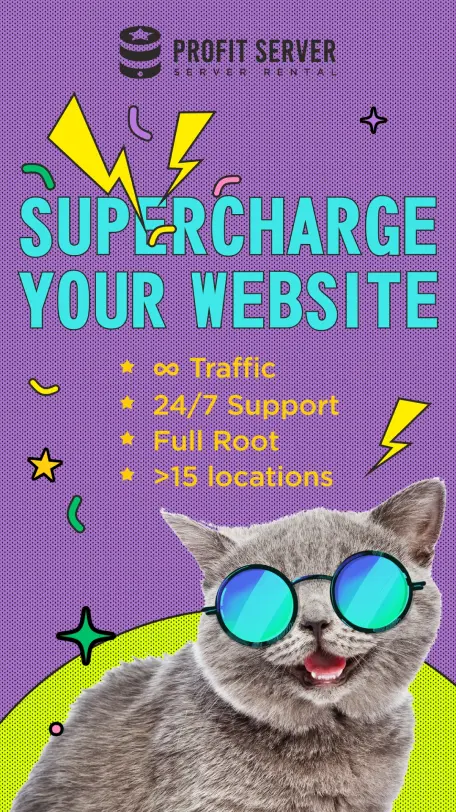 PROFIT SERVER
SERVER RENTAL
SUPERCHARGE
YOUR WEBSITE
∞ Traffic
24/7 Support
Full Root
>15 locations